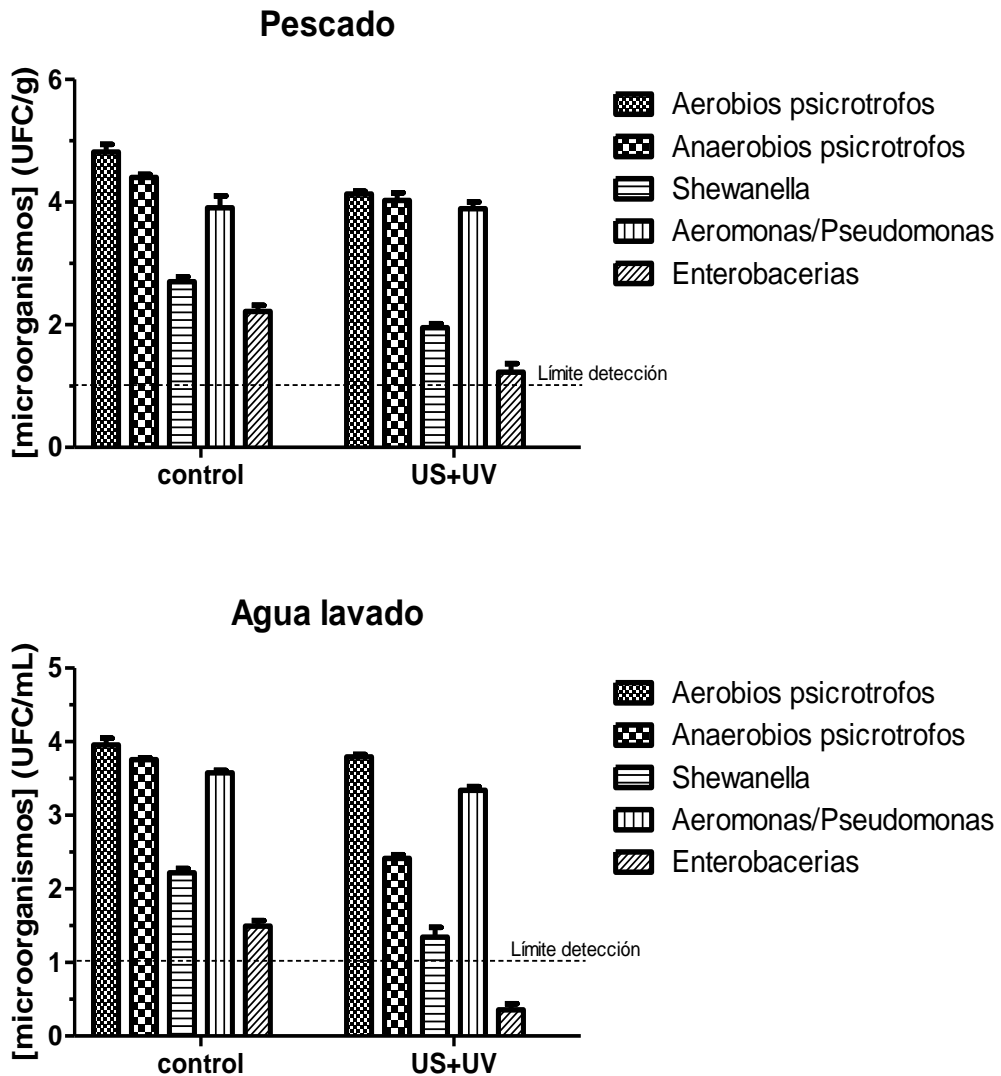 Pescado
[microorganismos] (UFC/g)
6
4
2
0
Límite detección
control
US+UV
Aerobios psicrotrofos
Anaerobios psicrotrofos
Shewanella
Aeromonas/Pseudomonas
Enterobacerias
Agua lavado
[microorganismos] (UFC/mL)
5
4
3
2
1
0
Límite detección
control
US+UV
Aerobios psicrotrofos
Anaerobios psicrotrofos
Shewanella
Aeromonas/Pseudomonas
Enterobacerias